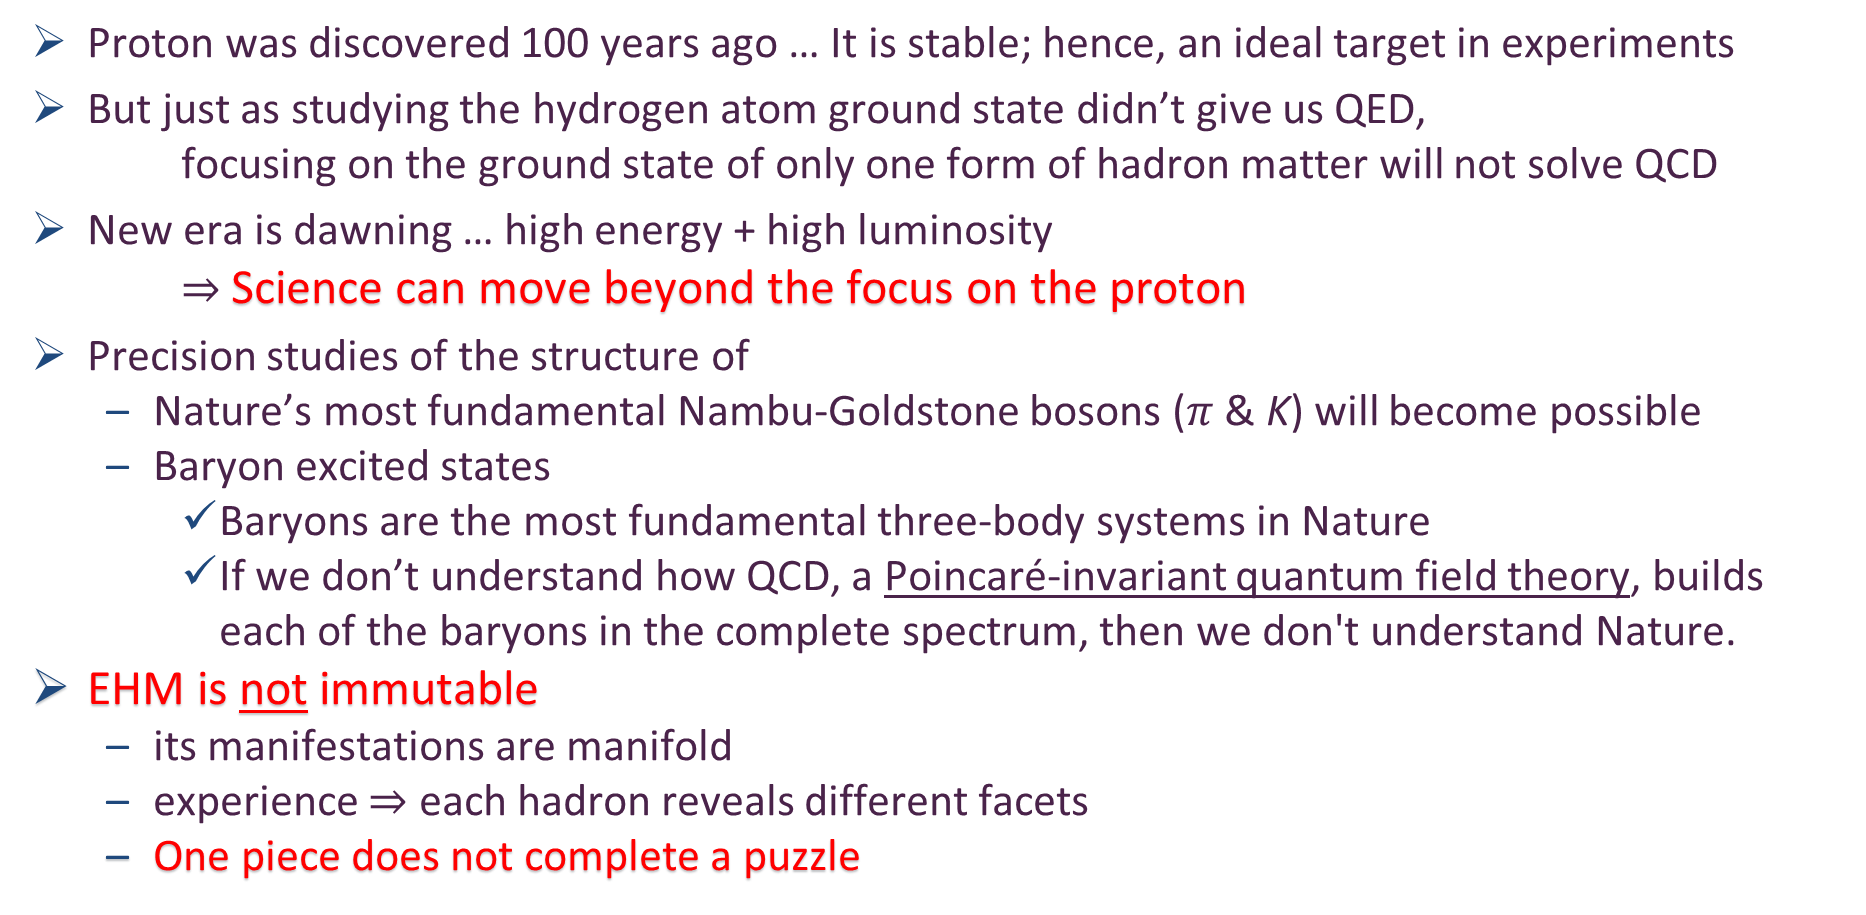 ➢ Proton was discovered 100 years ago … It is stable; hence, an ideal target in experiments
➢ But just as studying the hydrogen atom ground state didn’t give us QED,
focusing on the ground state of only one form of hadron matter will not solve QCD
➢ New era is dawning … high energy + high luminosity
⇒ Science can move beyond the focus on the proton
➢ Precision studies of the structure of
– Nature’s most fundamental Nambu-Goldstone bosons (π & K) will become possible
– Baryon excited states
✓ Baryons are the most fundamental three-body systems in Nature
✓ If we don’t understand how QCD, a Poincaré-invariant quantum field theory, builds
each of the baryons in the complete spectrum, then we don't understand Nature.
➢ EHM is not immutable
– its manifestations are manifold
– experience ⇒ each hadron reveals different facets
– One piece does not complete a puzzle